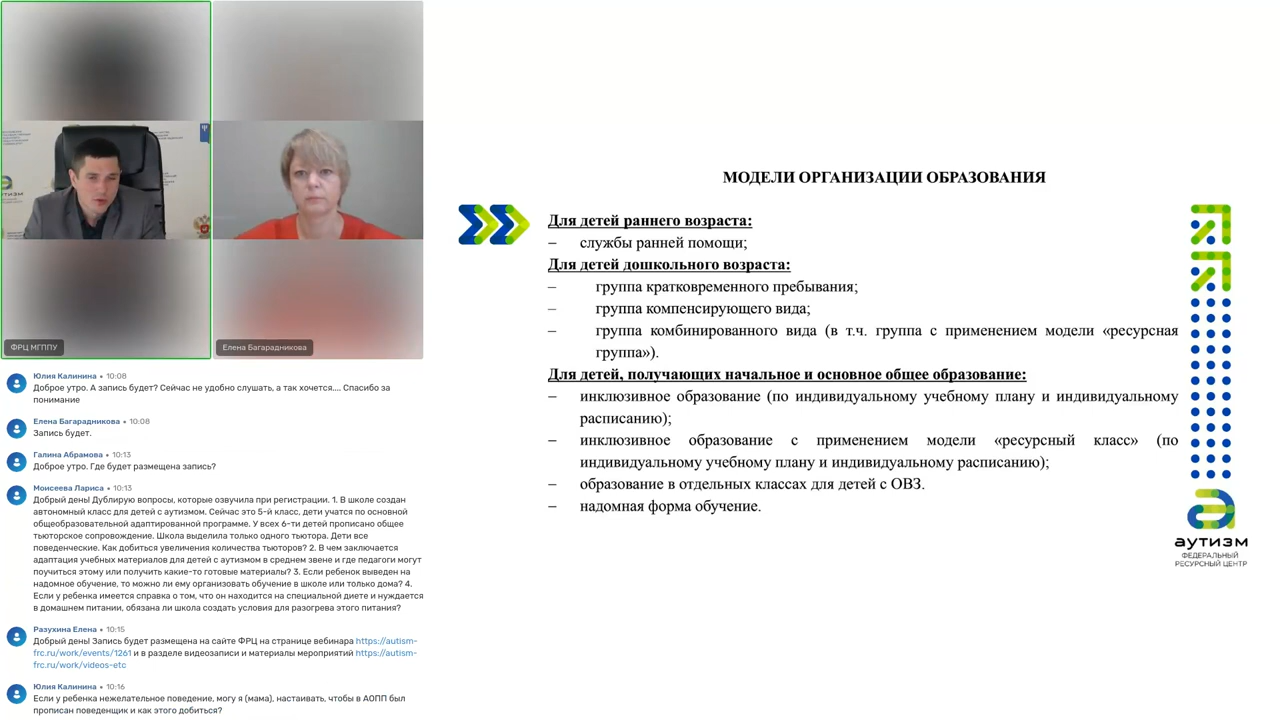 аутизм
ФРЦ МГППУ
Елена Багарадникова
Юлия Калинина • 10:08
Доброе утро. А запись будет? Сейчас не удобно слушать, а так хочется.... Спасибо за
понимание
Елена Багарадникова • 10:08
Запись будет.
Галина Абрамова • 10:13
Доброе утро. Где будет размещена запись?
Моисеева Лариса • 10:13
Добрый день! Дублирую вопросы, которые озвучила при регистрации. 1. В школе создан
автономный класс для детей с аутизмом. Сейчас это 5-й класс, дети учатся по основной
общеобразовательной адаптированной программе. У всех 6-ти детей прописано общее
тьюторское сопровождение. Школа выделила только одного тьютора. Дети все
поведенческие. Как добиться увеличения количества тьюторов? 2. В чем заключается
адаптация учебных материалов для детей с аутизмом в среднем звене и где педагоги могут
поучиться этому или получить какие-то готовые материалы? 3. Если ребенок выведен на
надомное обучение, то можно ли ему организовать обучение в школе или только дома? 4.
Если у ребенка имеется справка о том, что он находится на специальной диете и нуждается
в домашнем питании, обязана ли школа создать условия для разогрева этого питания?
Разухина Елена • 10:15
Добрый день! Запись будет размещена на сайте ФРЦ на странице вебинара https://autism-
frc.ru/work/events/1261 и в разделе видеозаписи и материалы мероприятий https://autism-
frc.ru/work/videos-etc
Юлия Калинина • 10:16
Если у ребенка нежелательное поведение, могу я (мама), настаивать, чтобы в АОПП был
прописан поведенщик и как этого добиться?
МОДЕЛИ ОРГАНИЗАЦИИ ОБРАЗОВАНИЯ
Для детей раннего возраста:
– службы ранней помощи;
Для детей дошкольного возраста:
– группа кратковременного пребывания;
– группа компенсирующего вида;
– группа комбинированного вида (в т.ч. группа с применением модели «ресурсная
группа»).
Для детей, получающих начальное и основное общее образование:
– инклюзивное образование (по индивидуальному учебному плану и индивидуальному
расписанию);
– инклюзивное образование с применением модели «ресурсный класс» (по
индивидуальному учебному плану и индивидуальному расписанию);
– образование в отдельных классах для детей с ОВЗ.
– надомная форма обучение.
аутизм
ФЕДЕРАЛЬНЫЙ
РЕСУРСНЫЙ ЦЕНТР